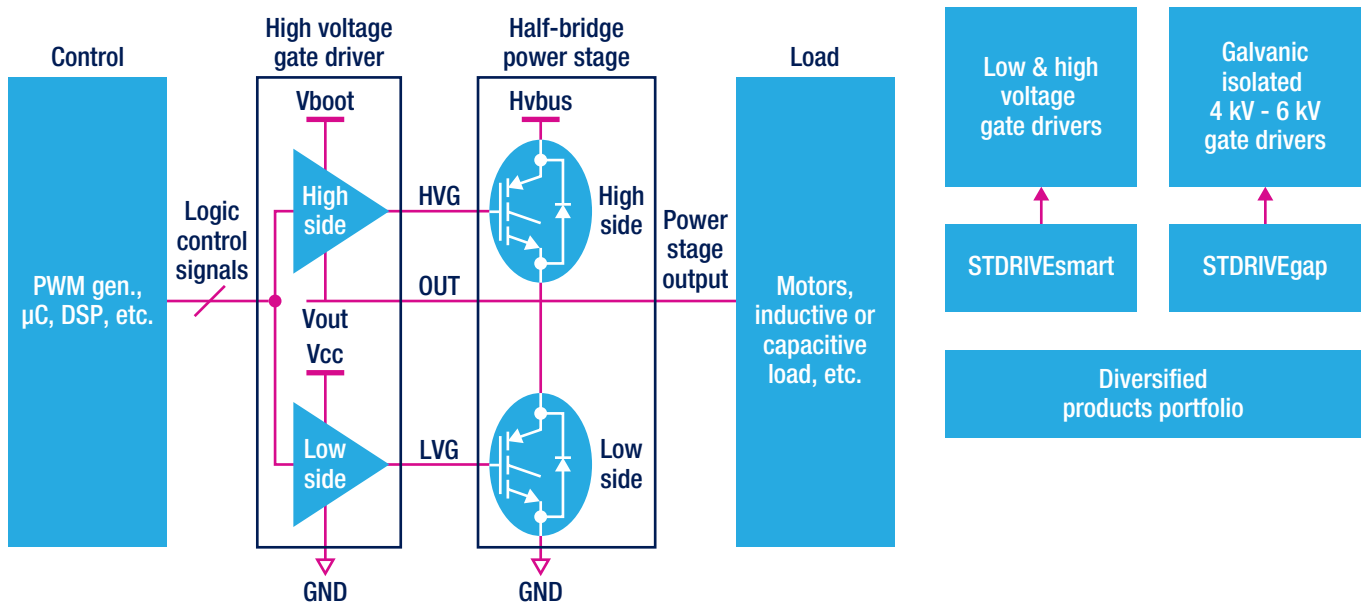 Control
PWM gen.,
µC, DSP, etc.
Logic
control
signals
High voltage
gate driver
Vboot
High
side
Vout
Vcc
Low
side
GND
HVG
OUT
LVG
Half-bridge
power stage
Hvbus
High
side
Low
side
GND
Power
stage
output
Load
Motors,
inductive or
capacitive
load, etc.
Low & high
voltage
gate drivers
STDRIVEsmart
Galvanic
isolated
4 kV - 6 kV
gate drivers
STDRIVEgap
Diversified
products portfolio